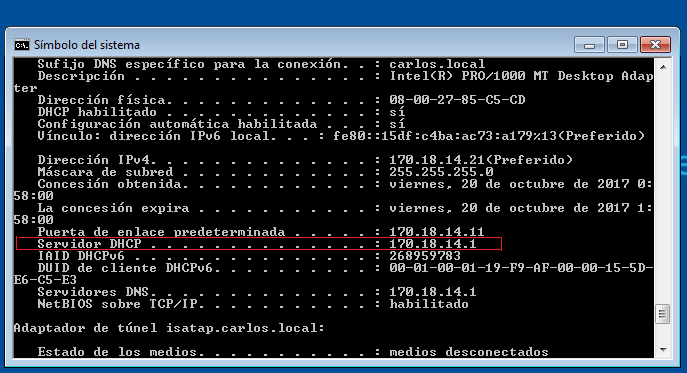 Símbolo del sistema
Sufijo DNS específico para la conexión. . : carlos.local
Descripción . . . . . . . . . . . . . . . : Intel(R) PRO/1000 MT Desktop Adap
ter
Dirección física. . . . . . . . . . . . . : 08-00-27-85-C5-CD
DHCP habilitado . . . . . . . . . . . . . : sí
Configuración automática habilitada . . . : sí
Vínculo: dirección IPv6 local. . . : fe80::15df:c4ba:ac73:a179%13(Preferido)
Dirección IPv4. . . . . . . . . . . . . . : 170.18.14.21(Preferido)
Máscara de subred . . . . . . . . . . . . : 255.255.255.0
Concesión obtenida. . . . . . . . . . . . : viernes, 20 de octubre de 2017 0:
58:00
La concesión expira . . . . . . . . . . . : viernes, 20 de octubre de 2017 1:
58:00
Puerta de enlace predeterminada . . . . . : 170.18.14.11
Servidor DHCP . . . . . . . . . . . . . . : 170.18.14.1
IAID DHCPv6 . . . . . . . . . . . . . . . : 268959783
DUID de cliente DHCPv6. . . . . . . . . . : 00-01-00-01-19-F9-AF-00-00-15-5D-
E6-C5-E3
Servidores DNS. . . . . . . . . . . . . . : 170.18.14.1
NetBIOS sobre TCP/IP. . . . . . . . . . . : habilitado
Adaptador de túnel isatap.carlos.local:
Estado de los medios. . . . . . . . . . . : medios desconectados